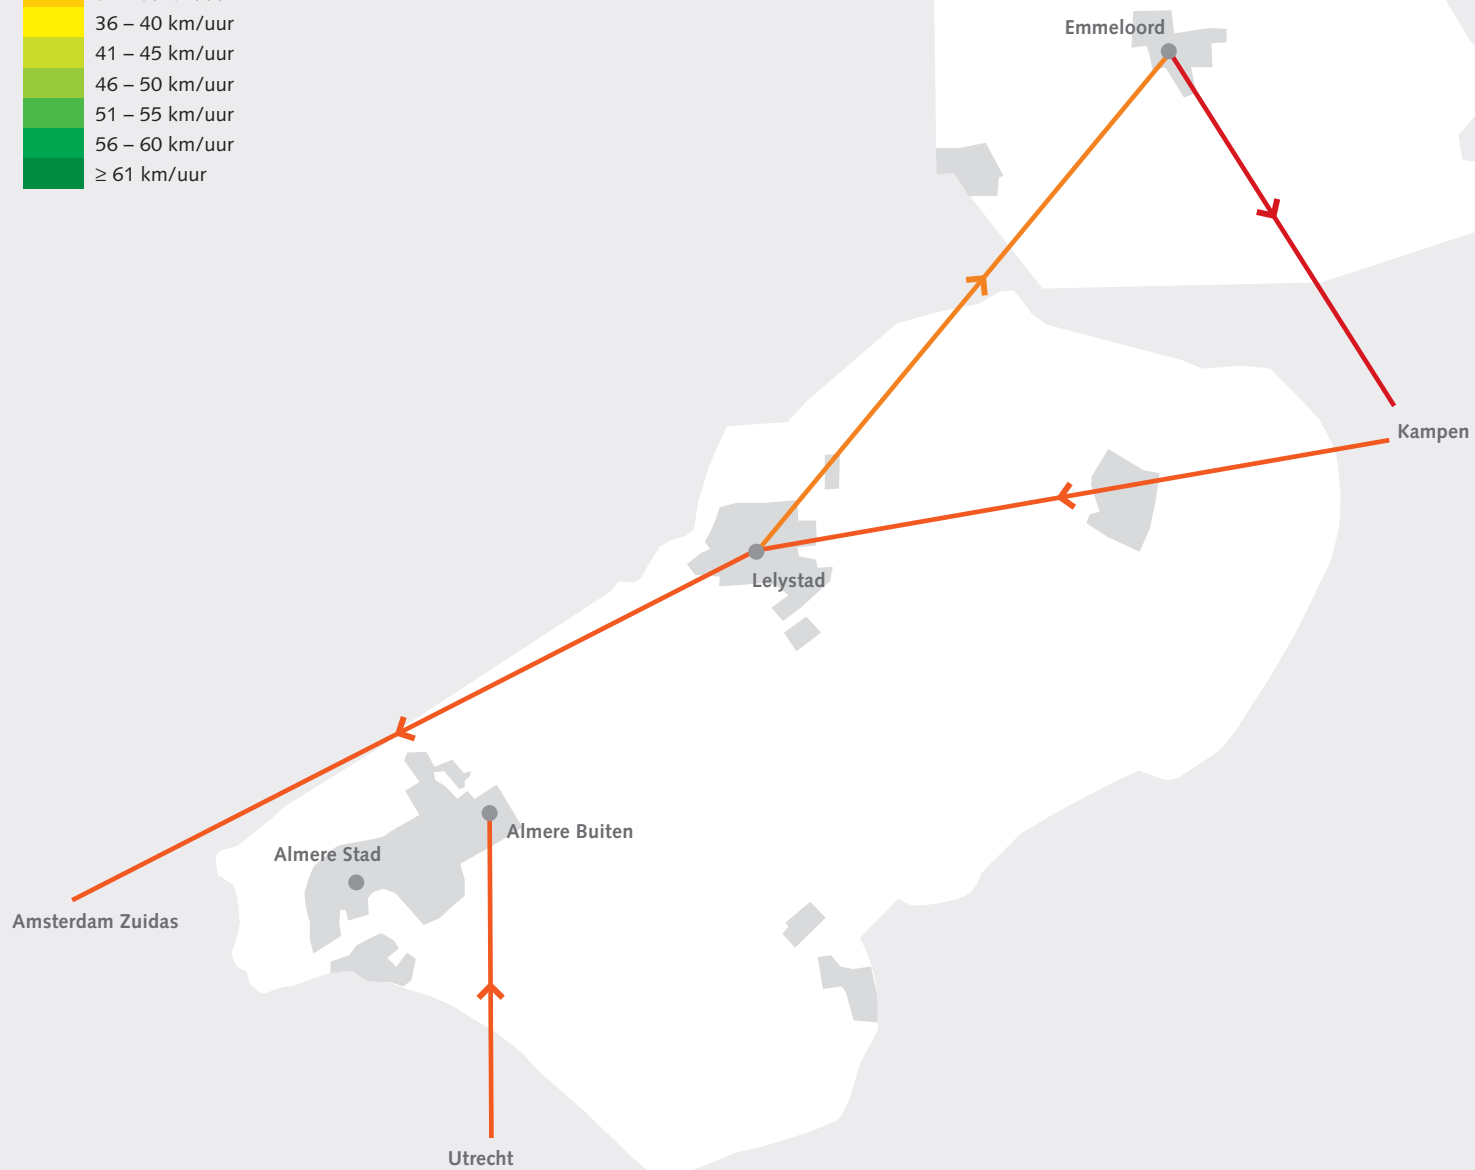 36 – 40 km/uur
41 – 45 km/uur
46 – 50 km/uur
51 – 55 km/uur
56 – 60 km/uur
≥ 61 km/uur
Emmeloord
Kampen
Lelystad
Almere Buiten
Almere Stad
Amsterdam Zuidas
Utrecht